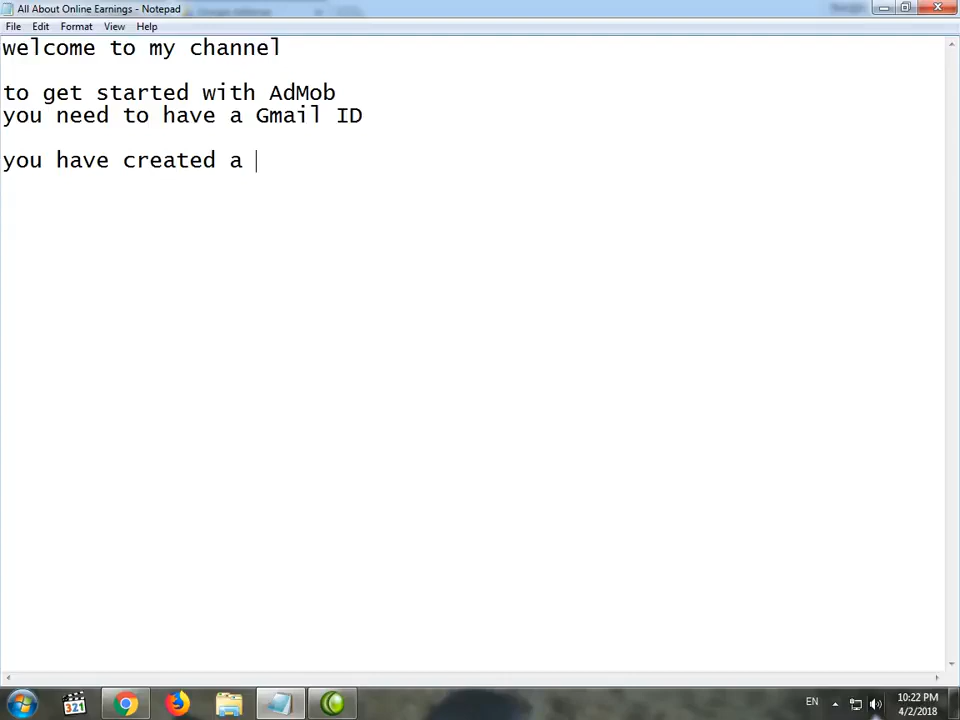 All About Online Earnings - Notepad
File Edit Format View Help
welcome to my channel
to get started with AdMob
you need to have a Gmail ID
you have created a
321
EN
10:22 PM
4/2/2018